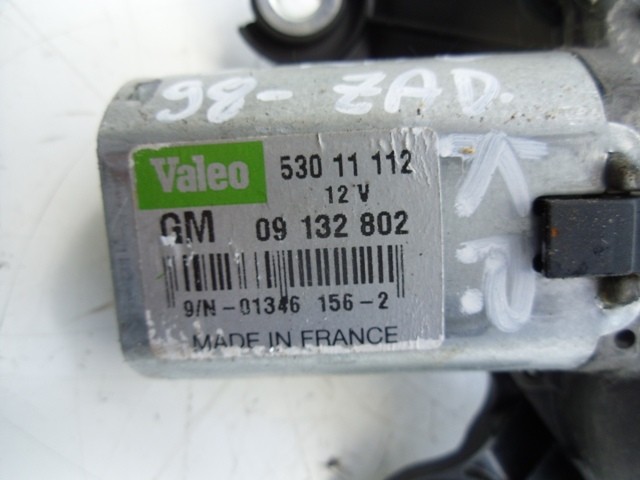 98- ZAD.
Valeo 530 11 112
12 V
GM 09 132 802
9/N-01346 156-2
MADE IN FRANCE